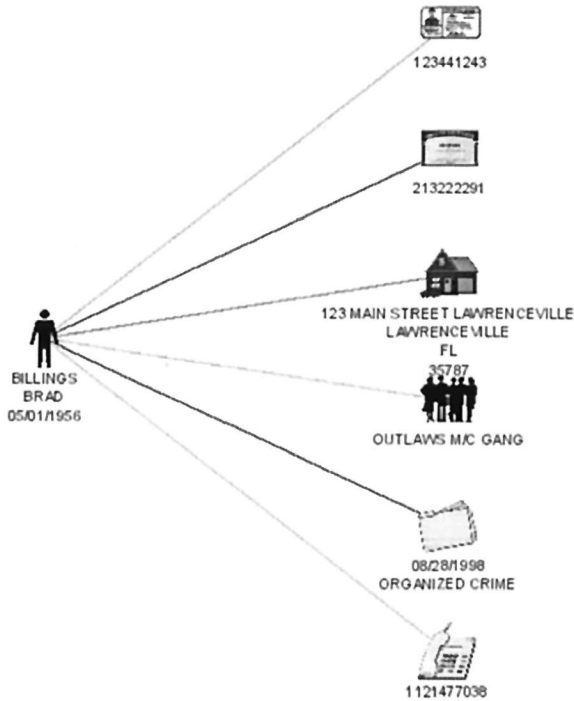 123441243
213222291
123 MAIN STREET LAWRENCEVILLE
LAWRENCEVILLE
FL
35787
BILLINGS
BRAD
05/01/1956
OUTLAWS M/C GANG
08/28/1998
ORGANIZED CRIME
1121477038